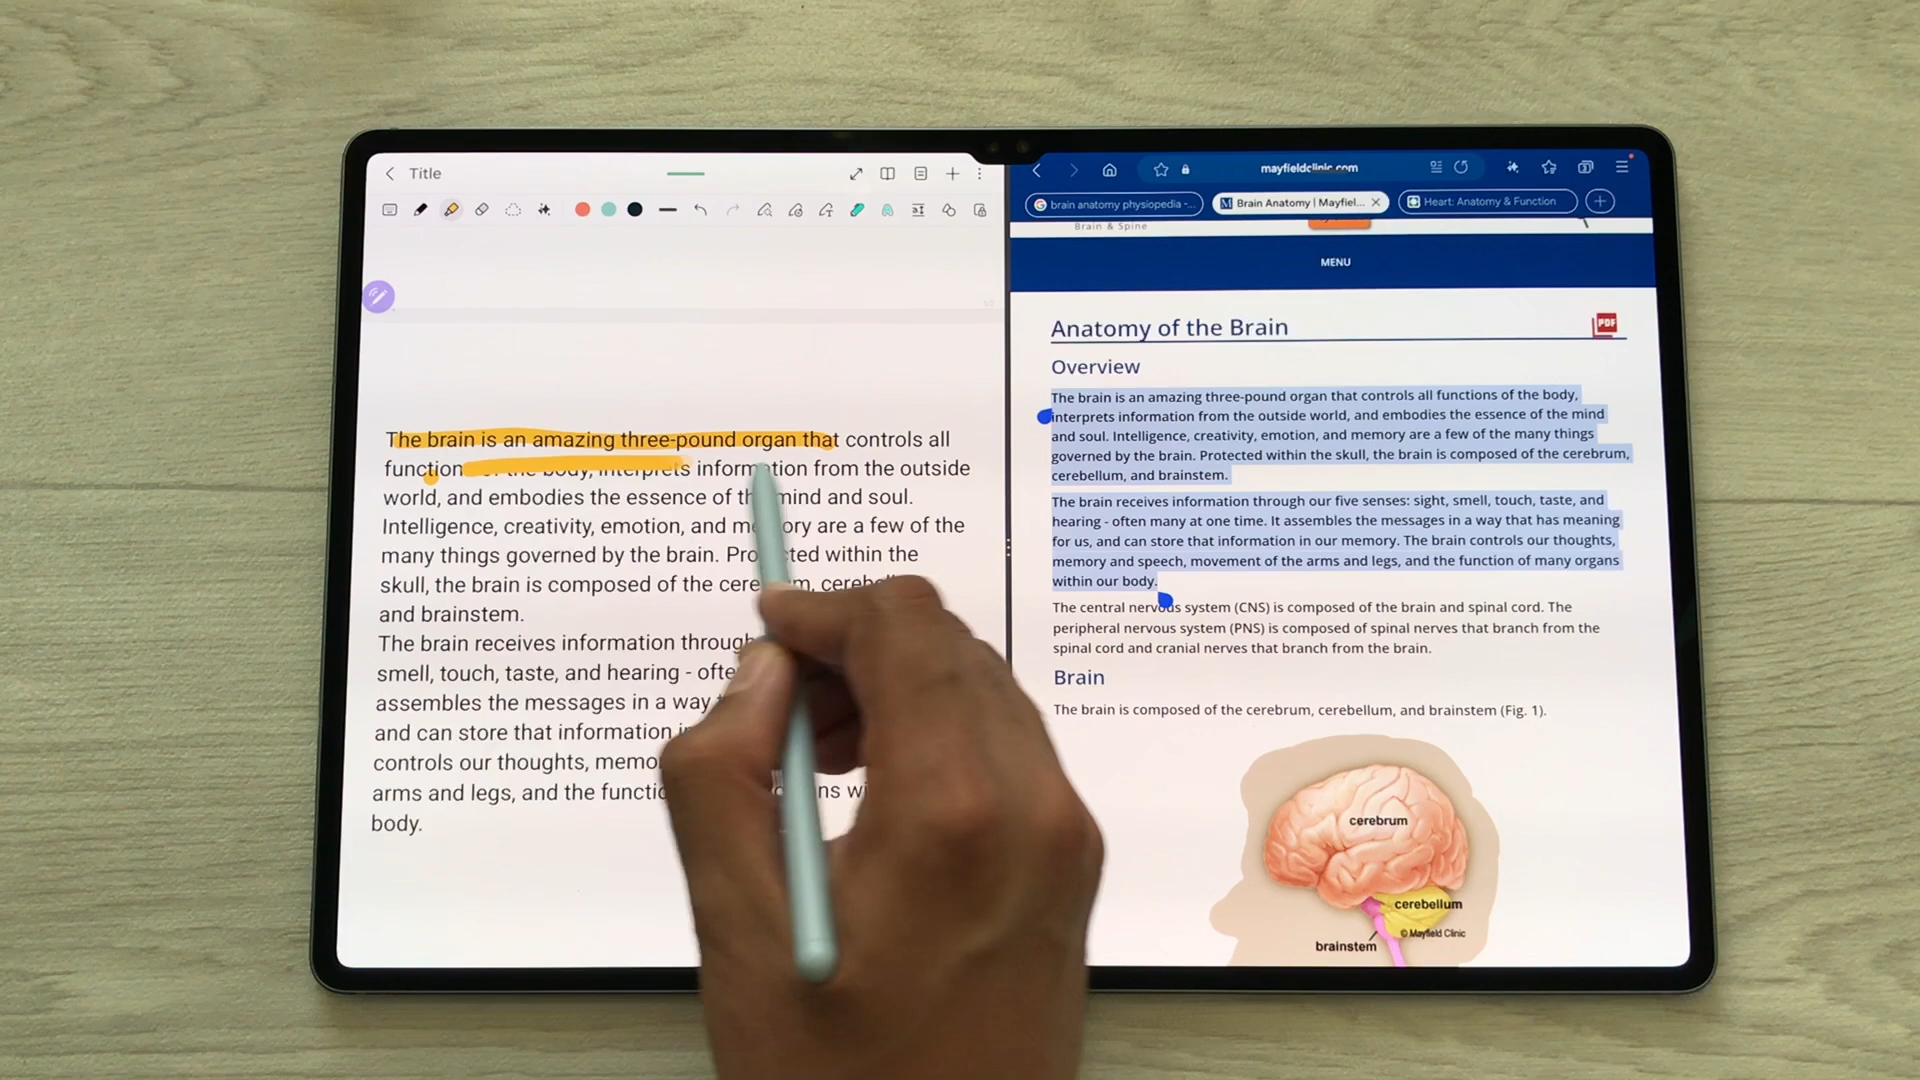 Title
The brain is an amazing three-pound organ that controls all
function of the body, interprets information from the outside
world, and embodies the essence of the mind and soul.
Intelligence, creativity, emotion, and memory are a few of the
many things governed by the brain. Protected within the
skull, the brain is composed of the cerebrum, cerebellum
and brainstem.
The brain receives information through
smell, touch, taste, and hearing - ofte
assembles the messages in a way
and can store that information
controls our thoughts, memo
arms and legs, and the functio ns wi
body.
mayfieldclinic.com
brain anatomy physiopedia -...
Brain Anatomy | Mayfiel...
Heart: Anatomy & Function
Brain & Spine
MENU
Anatomy of the Brain
PDF
Overview
The brain is an amazing three-pound organ that controls all functions of the body,
interprets information from the outside world, and embodies the essence of the mind
and soul. Intelligence, creativity, emotion, and memory are a few of the many things
governed by the brain. Protected within the skull, the brain is composed of the cerebrum,
cerebellum, and brainstem.
The brain receives information through our five senses: sight, smell, touch, taste, and
hearing - often many at one time. It assembles the messages in a way that has meaning
for us, and can store that information in our memory. The brain controls our thoughts,
memory and speech, movement of the arms and legs, and the function of many organs
within our body.
The central nervous system (CNS) is composed of the brain and spinal cord. The
peripheral nervous system (PNS) is composed of spinal nerves that branch from the
spinal cord and cranial nerves that branch from the brain.
Brain
The brain is composed of the cerebrum, cerebellum, and brainstem (Fig. 1).
cerebrum
cerebellum
© Mayfield Clinic
brainstem